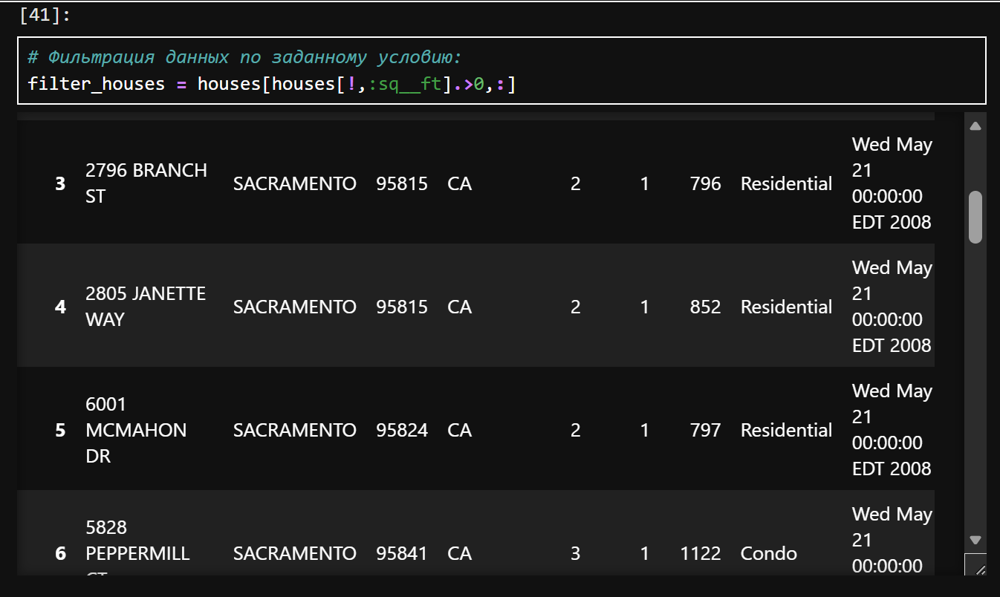 [41]:
# Фильтрация данных по заданному условию:
filter_houses = houses[houses[!,:sq__ft].>0,:]
3 2796 BRANCH ST SACRAMENTO 95815 CA 2 1 796 Residential Wed May 21 00:00:00 EDT 2008
4 2805 JANETTE WAY SACRAMENTO 95815 CA 2 1 852 Residential Wed May 21 00:00:00 EDT 2008
5 6001 MCMAHON DR SACRAMENTO 95824 CA 2 1 797 Residential Wed May 21 00:00:00 EDT 2008
6 5828 PEPPERMILL SACRAMENTO 95841 CA 3 1 1122 Condo Wed May 21 00:00:00